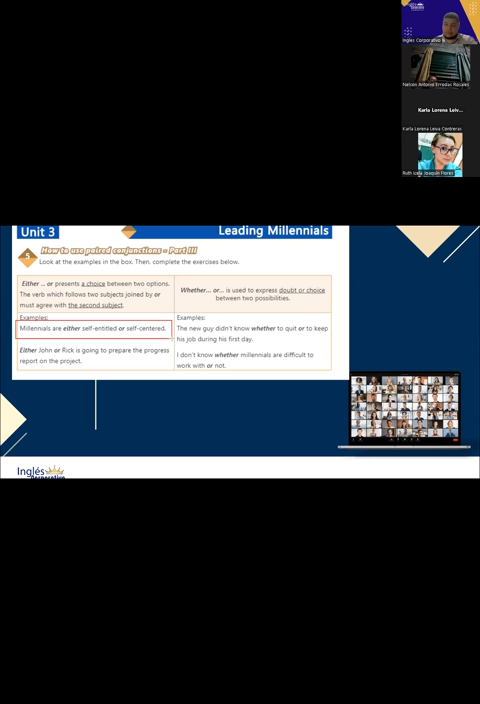 Inglés Corporativo
Nelson Antonio
Karla Lorena Leiv...
Karla Lorena Leiva Contreras
Ruth Icela Joaquin Flores
Unit 3
Leading Millennials
5
How to use paired conjunctions - Part III
Look at the examples in the box. Then, complete the exercises below.
Either ... or presents a choice between two options.
The verb which follows two subjects joined by or
must agree with the second subject.
Whether... or... is used to express doubt or choice
between two possibilities.
Examples:
Millennials are either self-entitled or self-centered.
Either John or Rick is going to prepare the progress
report on the project.
Examples:
The new guy didn't know whether to quit or to keep
his job during his first day.
I don't know whether millennials are difficult to
work with or not.
Inglés
Corporativo